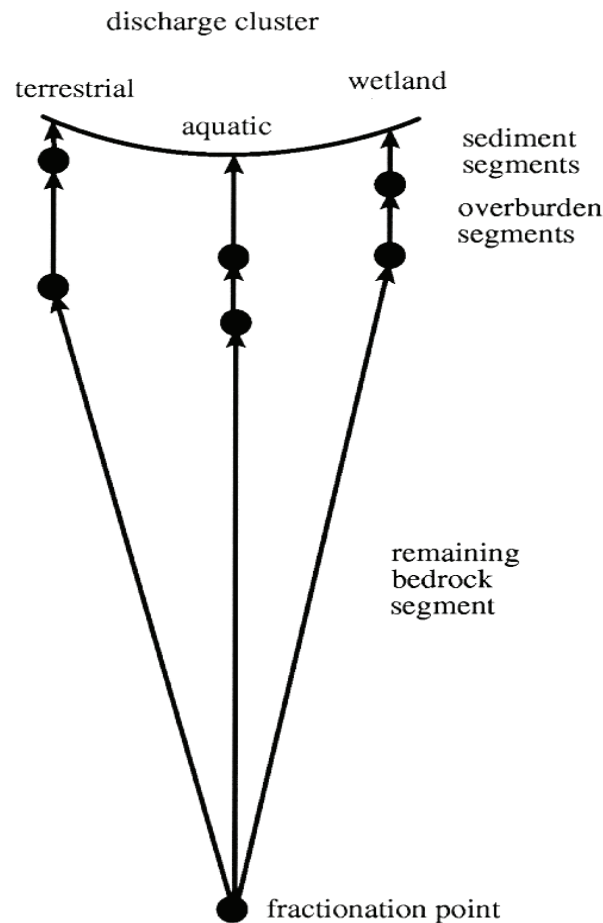 discharge cluster
terrestrial
aquatic
wetland
sediment
segments
overburden
segments
remaining
bedrock
segment
fractionation point